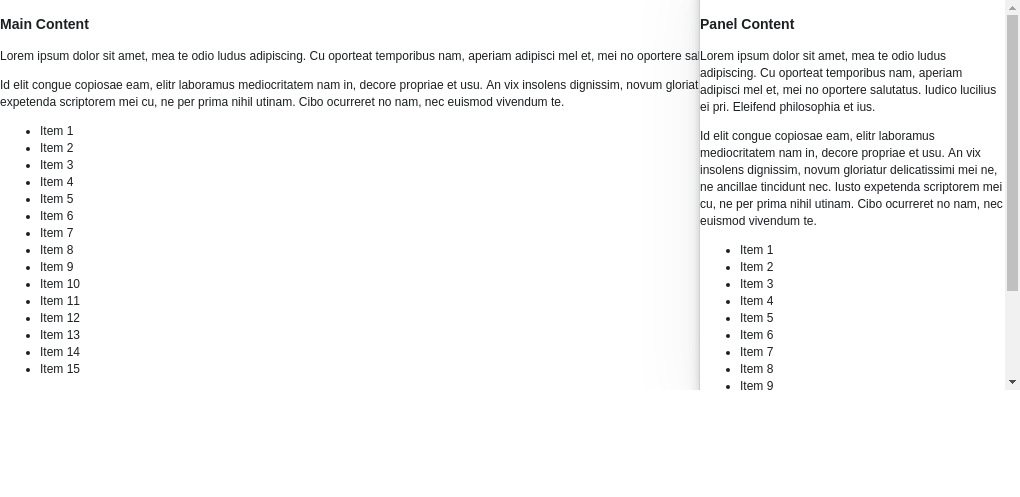 Main Content
Lorem ipsum dolor sit amet, mea te odio ludus adipiscing. Cu oporteat temporibus nam, aperiam adipisci mel et, mei no oportere
Id elit congue copiosae eam, elitr laboramus mediocritatem nam in, decore propriae et usu. An vix insolens dignissim, novum
expetenda scriptorem mei cu, ne per prima nihil utinam. Cibo ocurreret no nam, nec euismod vivendum te.
Item 1
Item 2
Item 3
Item 4
Item 5
Item 6
Item 7
Item 8
Item 9
Item 10
Item 11
Item 12
Item 13
Item 14
Item 15
Panel Content
Lorem ipsum dolor sit amet, mea te odio ludus
adipiscing. Cu oporteat temporibus nam, aperiam
adipisci mel et, mei no oportere salutatus. Iudico lucilius
ei pri. Eleifend philosophia et ius.
Id elit congue copiosae eam, elitr laboramus
mediocritatem nam in, decore propriae et usu. An vix
insolens dignissim, novum gloriatur delicatissimi mei ne,
ne ancillae tincidunt nec. Iusto expetenda scriptorem mei
cu, ne per prima nihil utinam. Cibo ocurreret no nam, nec
euismod vivendum te.
Item 1
Item 2
Item 3
Item 4
Item 5
Item 6
Item 7
Item 8
Item 9